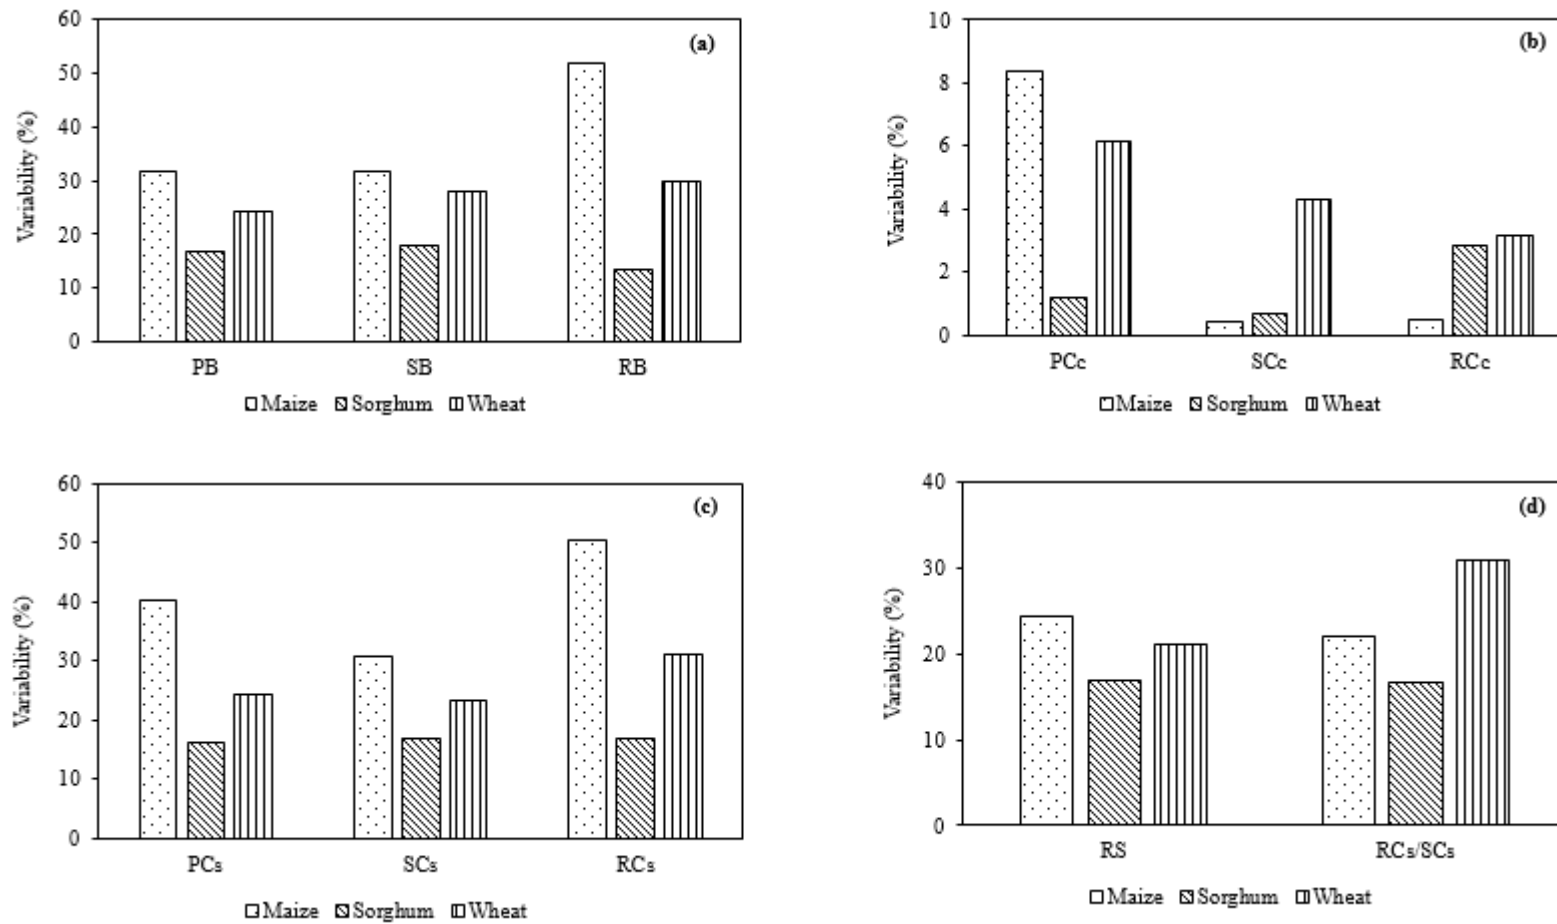 60
50
40
30
20
10
0
Variability (%)
(a)
PB SB RB
Maize Sorghum Wheat
10
8
6
4
2
0
Variability (%)
(b)
PCc SCc RCc
Maize Sorghum Wheat
60
50
40
30
20
10
0
Variability (%)
(c)
PCs SCs RCs
Maize Sorghum Wheat
40
30
20
10
0
Variability (%)
(d)
RS RCs/SCs
Maize Sorghum Wheat